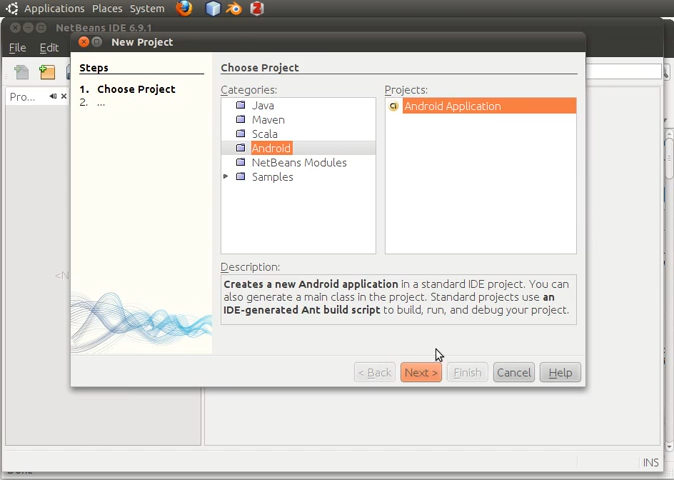 Applications Places System
NetBeans IDE 6.9.1
New Project
File Edit
Steps
Choose Project
1. Choose Project
2. ...
Categories:
Projects:
Java
Maven
Scala
Android
NetBeans Modules
Samples
Android Application
Pro...
Description:
Creates a new Android application in a standard IDE project. You can
also generate a main class in the project. Standard projects use an
IDE-generated Ant build script to build, run, and debug your project.
< Back Next > Finish Cancel Help
INS